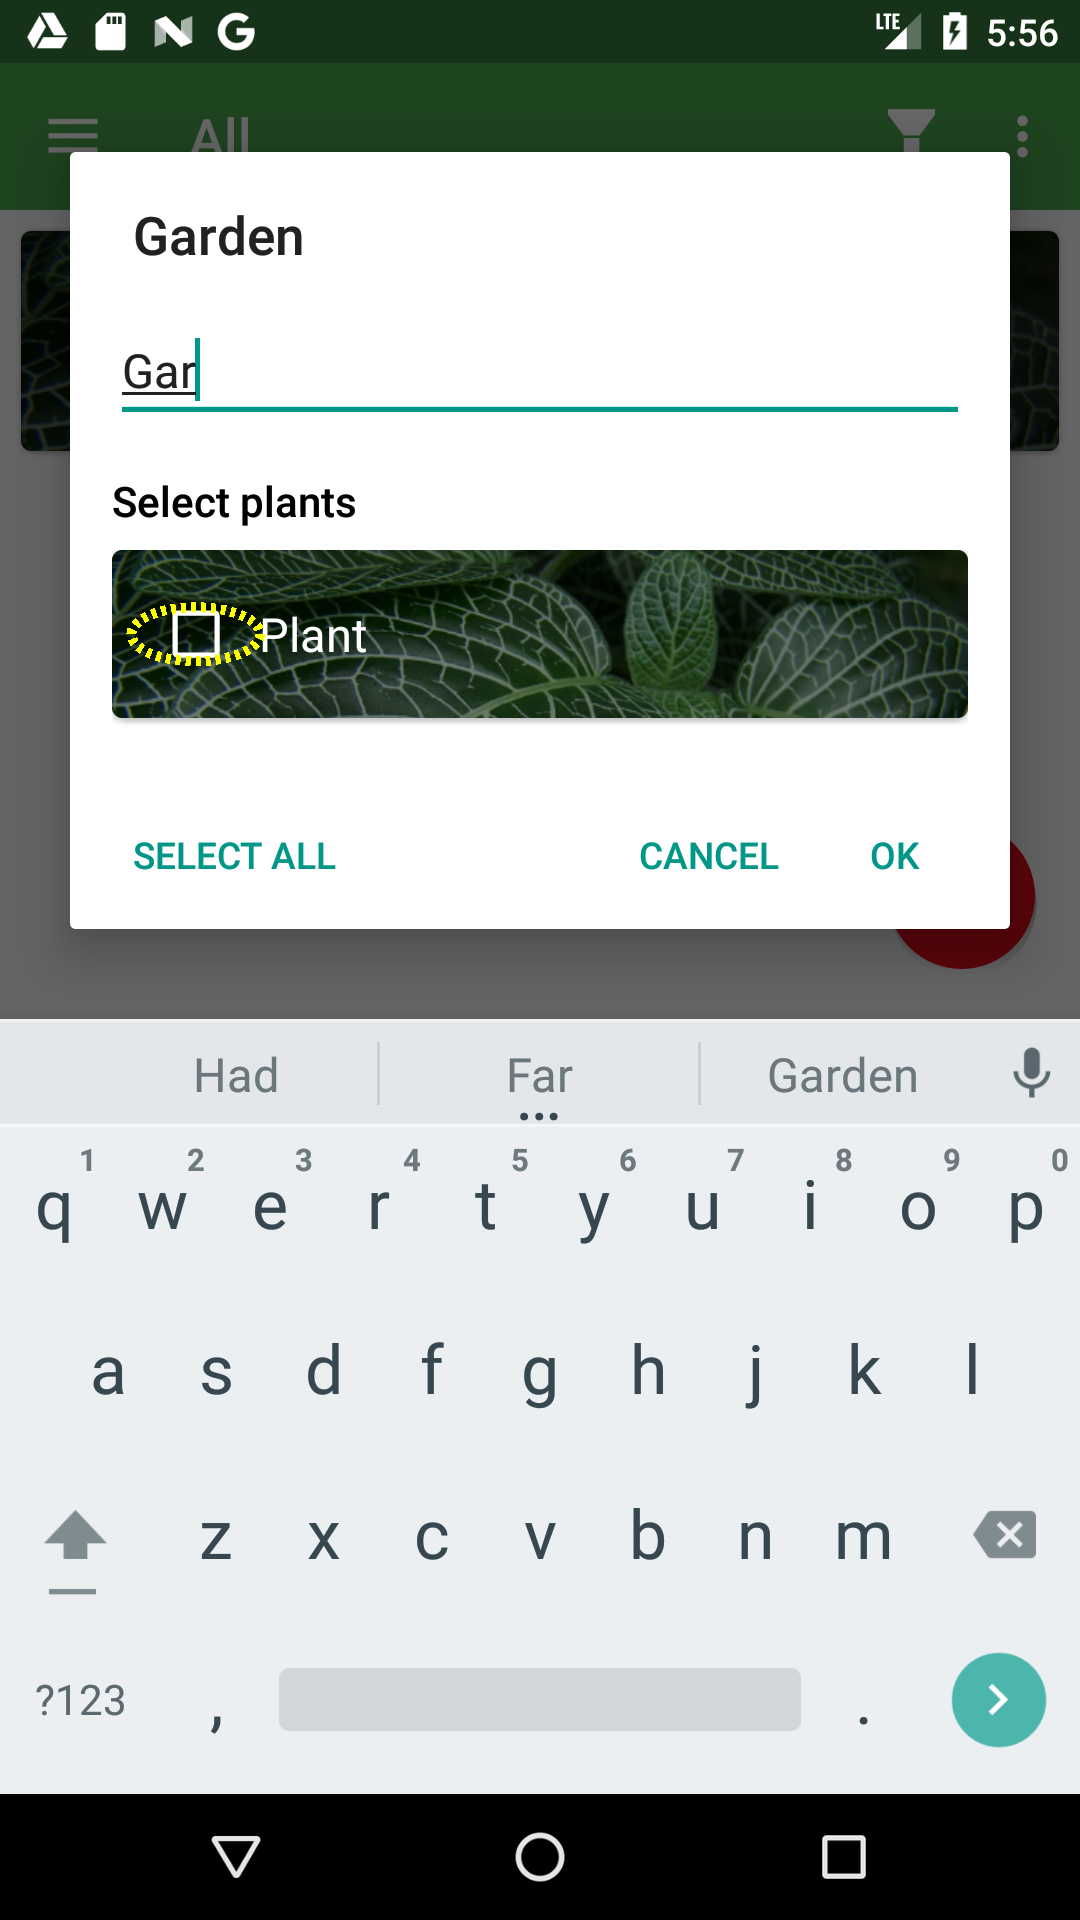 LTE 5:56
All
Garden
Gar
Select plants
Plant
SELECT ALL CANCEL OK
Had Far Garden
1 2 3 4 5 6 7 8 9 0
q w e r t y u i o p
a s d f g h j k l
z x c v b n m
?123 , .